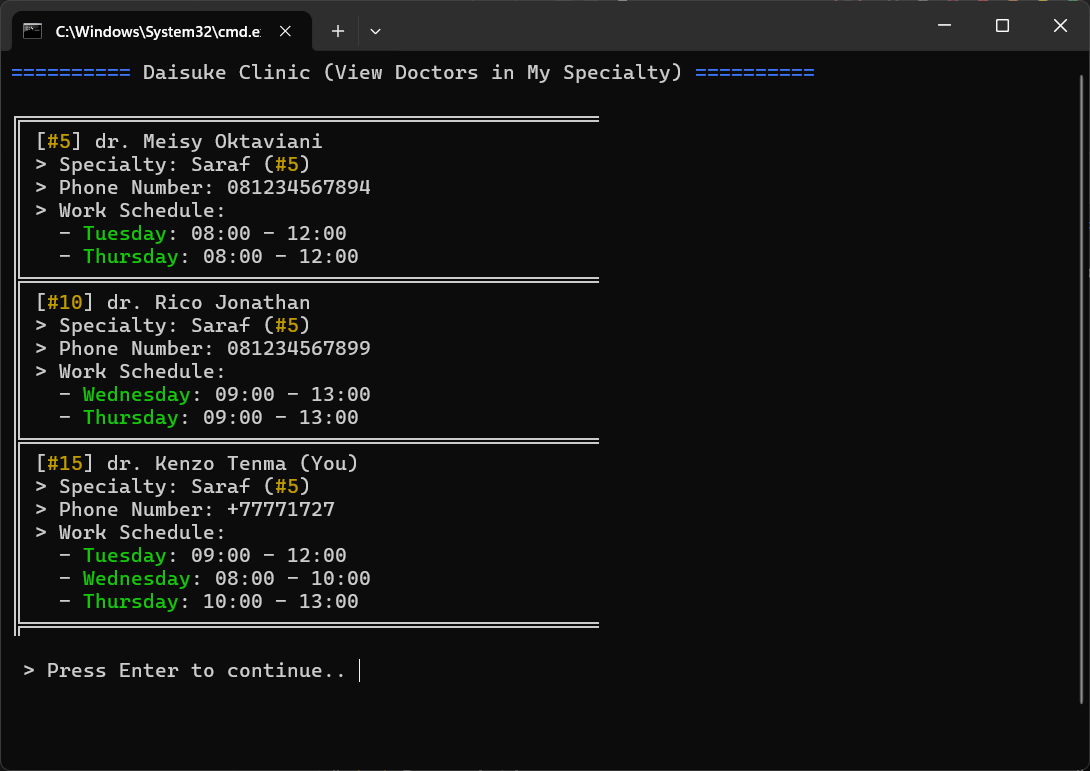 C:\Windows\System32\cmd.e
========== Daisuke Clinic (View Doctors in My Specialty) ==========
[#5] dr. Meisy Oktaviani
> Specialty: Saraf (#5)
> Phone Number: 081234567894
> Work Schedule:
- Tuesday: 08:00 - 12:00
- Thursday: 08:00 - 12:00
[#10] dr. Rico Jonathan
> Specialty: Saraf (#5)
> Phone Number: 081234567899
> Work Schedule:
- Wednesday: 09:00 - 13:00
- Thursday: 09:00 - 13:00
[#15] dr. Kenzo Tenma (You)
> Specialty: Saraf (#5)
> Phone Number: +77771727
> Work Schedule:
- Tuesday: 09:00 - 12:00
- Wednesday: 08:00 - 10:00
- Thursday: 10:00 - 13:00
> Press Enter to continue..